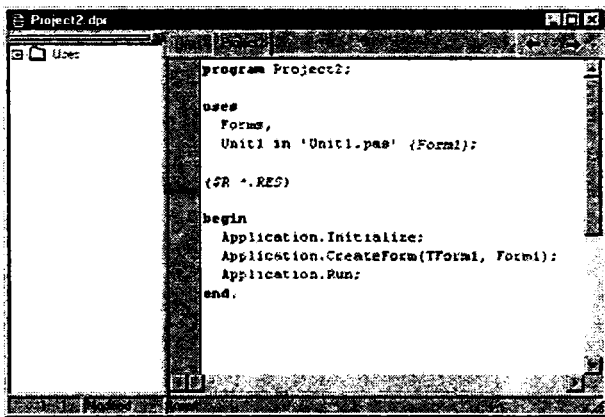 Project2.dpr
Uses
program Project2;
uses
Forms,
Unit1 in 'Unit1.pas' {Form1};
{$R *.RES}
begin
Application.Initialize;
Application.CreateForm(TForm1, Form1);
Application.Run;
end.